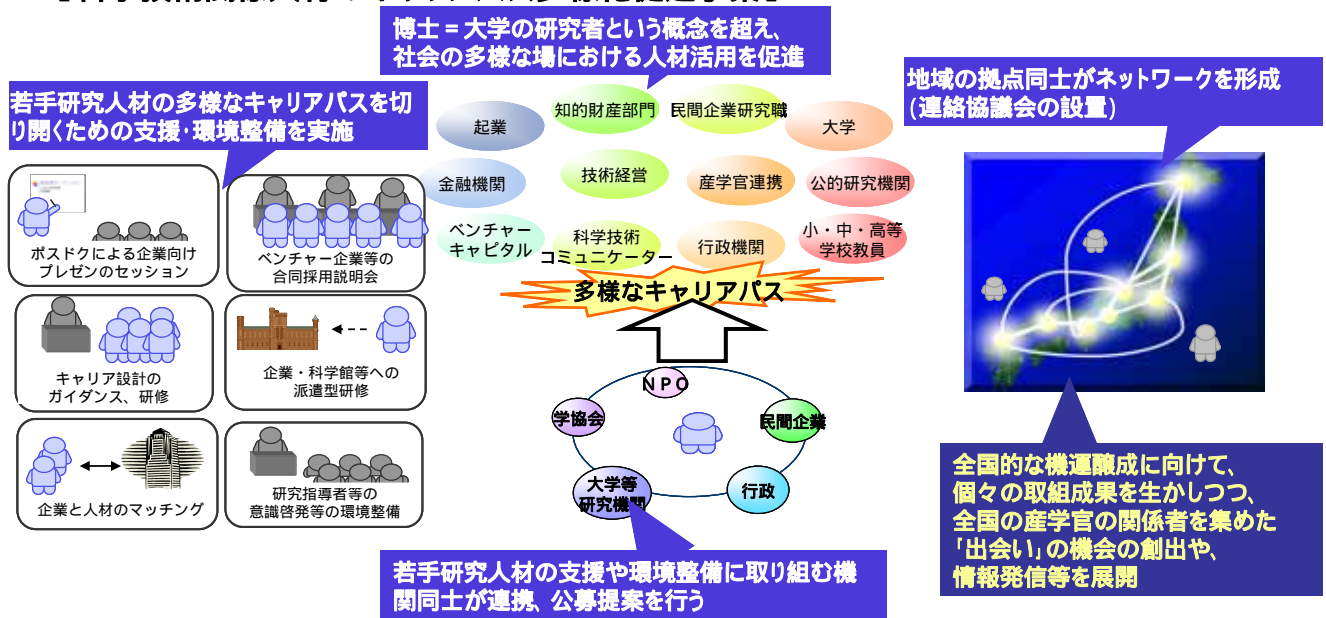 博士＝大学の研究者という概念を超え、
社会の多様な場における人材活用を促進
若手研究人材の多様なキャリアパスを切
り開くための支援・環境整備を実施
地域の拠点同士がネットワークを形成
（連絡協議会の設置）
起業
知的財産部門
民間企業研究職
大学
金融機関
技術経営
産学官連携
公的研究機関
ベンチャー
キャピタル
科学技術
コミュニケーター
行政機関
小・中・高等
学校教員
多様なキャリアパス
ポスドクによる企業向け
プレゼンのセッション
ベンチャー企業等の
合同採用説明会
キャリア設計の
ガイダンス、研修
企業・科学館等への
派遣型研修
企業と人材のマッチング
研究指導者等の
意識啓発等の環境整備
ＮＰＯ
学協会
民間企業
大学等
研究機関
行政
若手研究人材の支援や環境整備に取り組む機
関同士が連携、公募提案を行う
全国的な機運醸成に向けて、
個々の取組成果を生かしつつ、
全国の産学官の関係者を集めた
「出会い」の機会の創出や、
情報発信等を展開